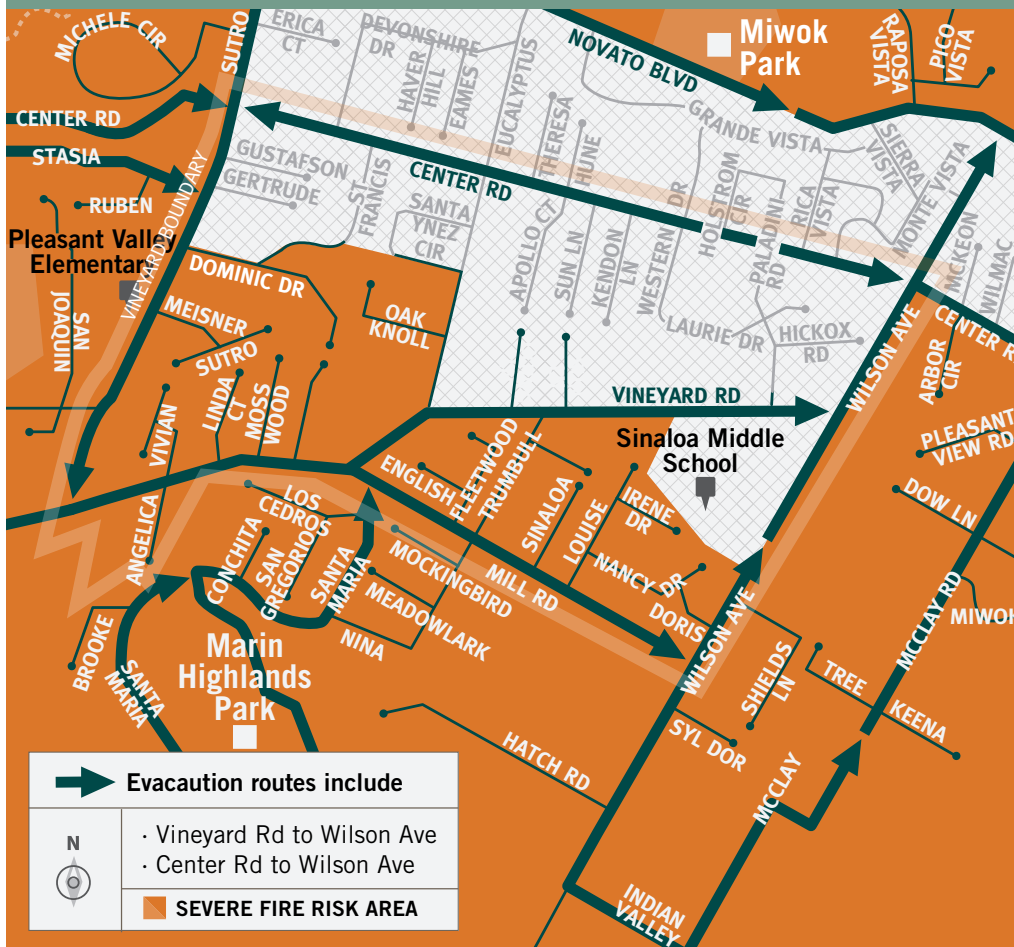 MICHELE CIR
SUTRO
ERICA
CT
DEVONSHIRE
DR
HAVER
HILL
EAMES
EUCALYPTUS
NOVATO BLVD
Miwok
Park
RAPOSA
VISTA
PICO
VISTA
CENTER RD
STASIA
RUBEN
VINEYARD BOUNDARY
GUSTAFSON
GERTRUDE
ST
FRANCIS
CENTER RD
SANTA
YNEZ
CIR
THERESA
HUNE
APOLLO CT
SUN LN
KENDON
LN
WESTERN DR
GRANDE VISTA
HOLSTROM
CIR
PALADINI
RD
ERICA
VISTA
SIERRA
VISTA
MONTE VISTA
MCKEON
WILMAC
CENTER R
Pleasant Valley
Elementary
SAN
JOAQUIN
DOMINIC DR
MEISNER
SUTRO
OAK
KNOLL
LAURIE DR
HICKOX
RD
WILSON AVE
ARBOR
CIR
VIVIAN
LINDA
CT
MOSS
WOOD
VINEYARD RD
Sinaloa Middle
School
PLEASANT
VIEW RD
DOW LN
ANGELICA
LOS
CEDROS
ENGLISH
FLEETWOOD
TRUMBULL
SINALOA
LOUISE
IRENE
DR
NANCY DR
DORIS
CONCHITA
SAN
GREGORIO
SANTA
MARIA
MOCKINGBIRD
MILL RD
MEADOWLARK
NINA
WILSON AVE
MCCLAY RD
MIWOK
BROOKE
SANTA
MARIA
Marin
Highlands
Park
HATCH RD
SYL DOR
SHIELDS
LN
TREE
KEENA
MCCLAY
INDIAN
VALLEY
Evacaution routes include
N
· Vineyard Rd to Wilson Ave
· Center Rd to Wilson Ave
SEVERE FIRE RISK AREA